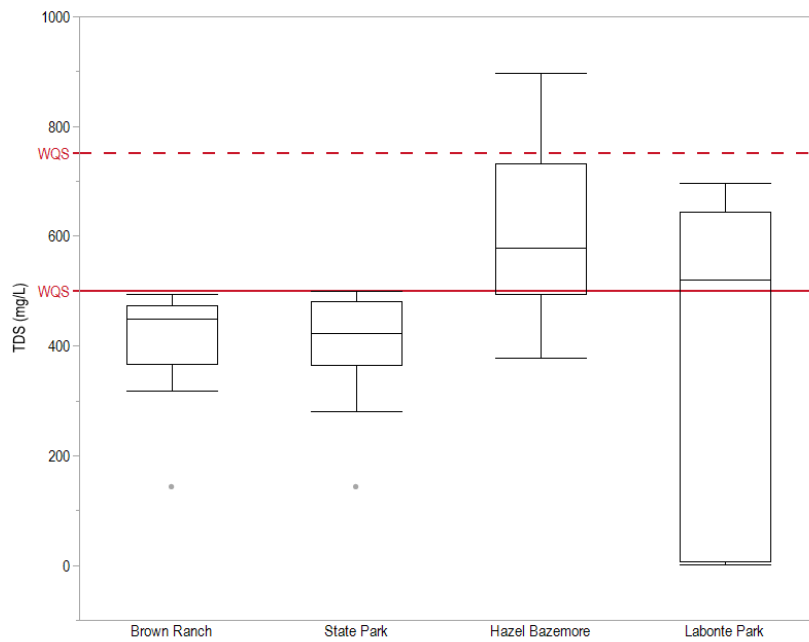 1000
800
WQS
600
WQS
400
200
0
TDS (mg/L)
Brown Ranch State Park Hazel Bazemore Labonte Park